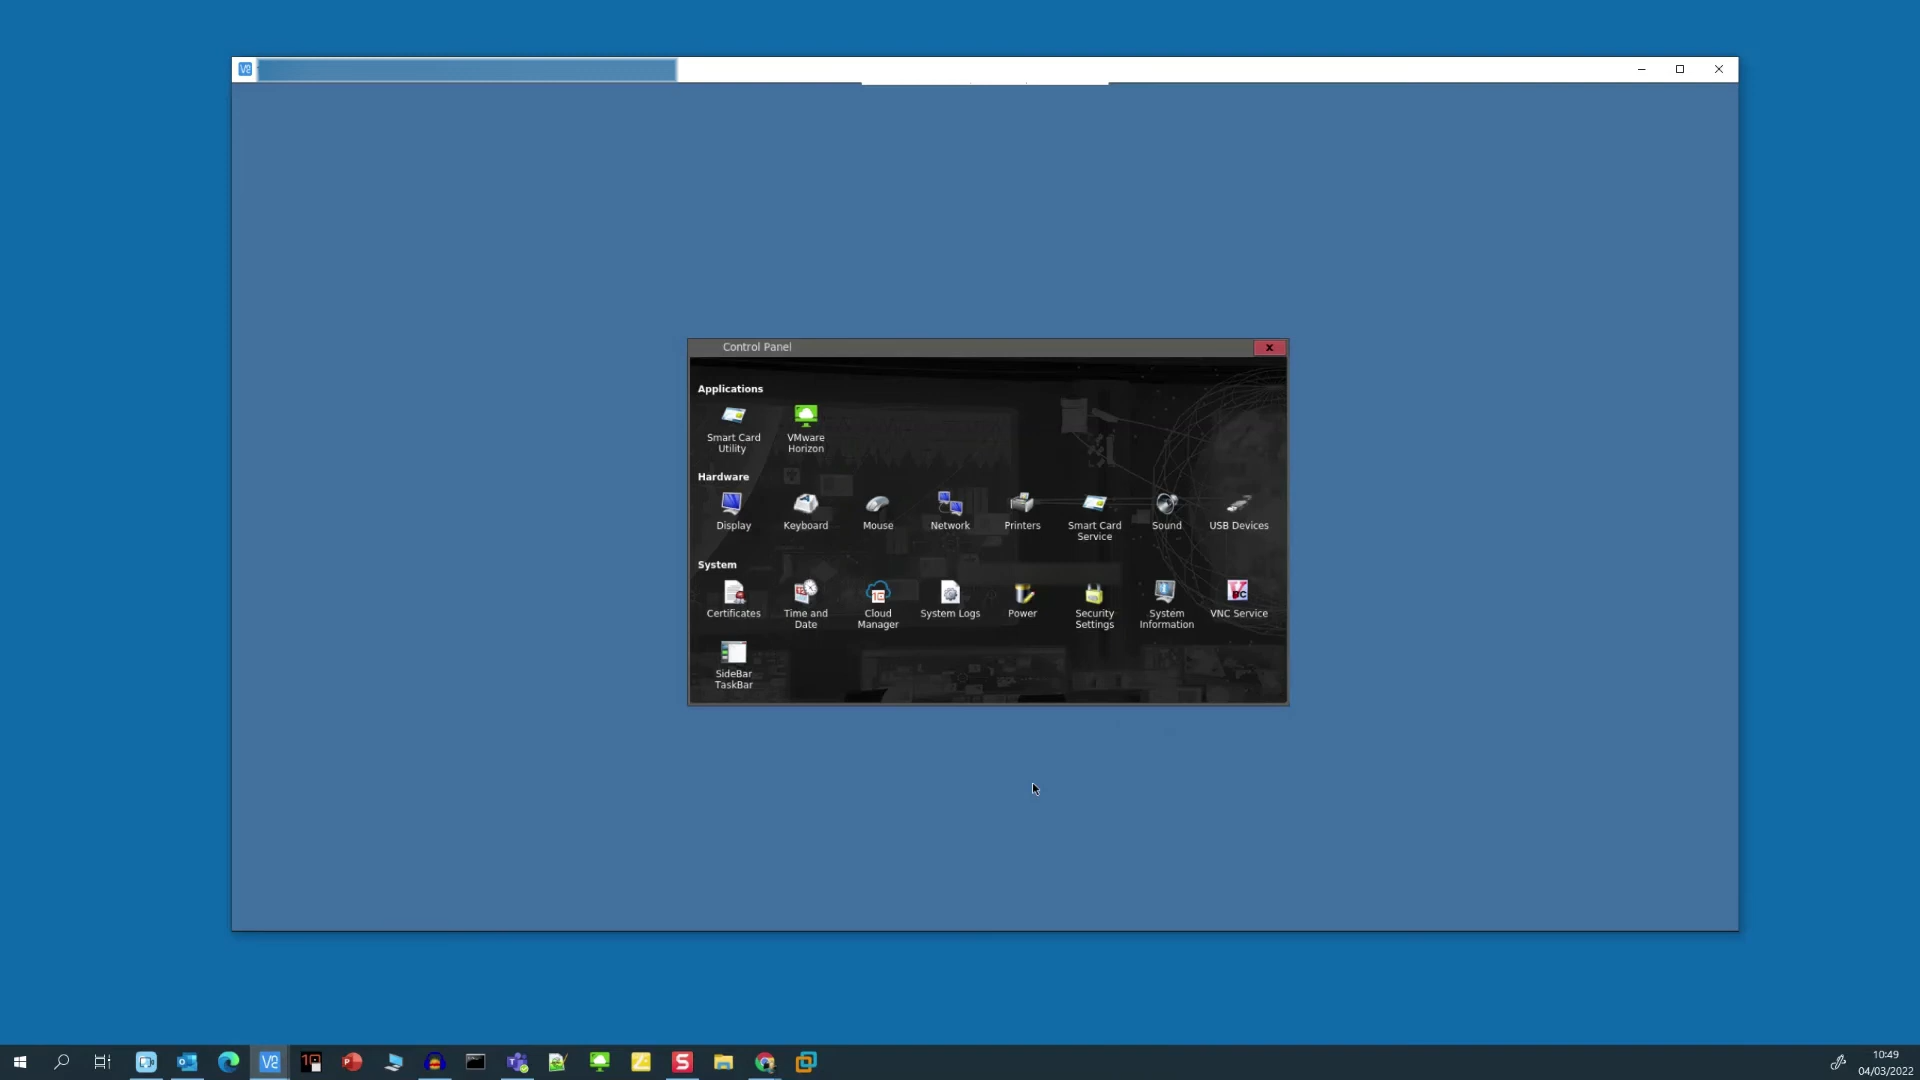 Control Panel
Applications
Smart Card
Utility
VMware
Horizon
Hardware
Display
Keyboard
Mouse
Network
Printers
Smart Card
Service
Sound
USB Devices
System
Certificates
Time and
Date
Cloud
Manager
System Logs
Power
Security
Settings
System
Information
VNC Service
SideBar
TaskBar
10:49
04/03/2022